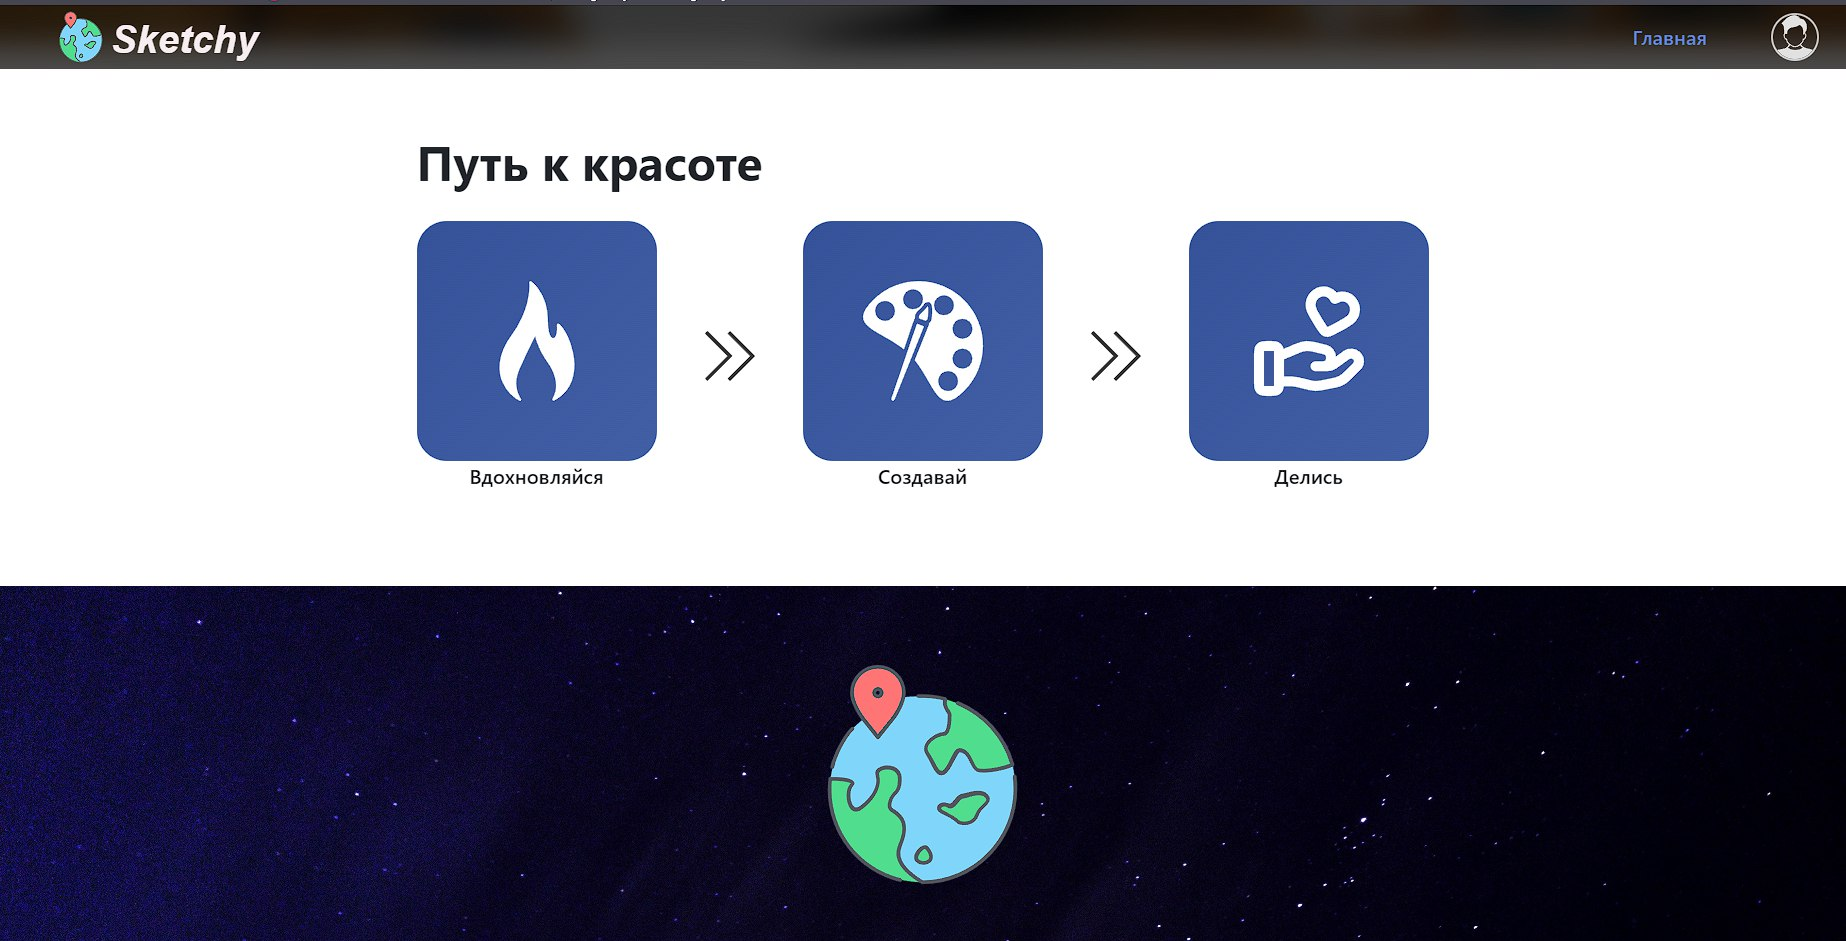 Sketchy
Главная
Путь к красоте
Вдохновляйся
Создавай
Делись